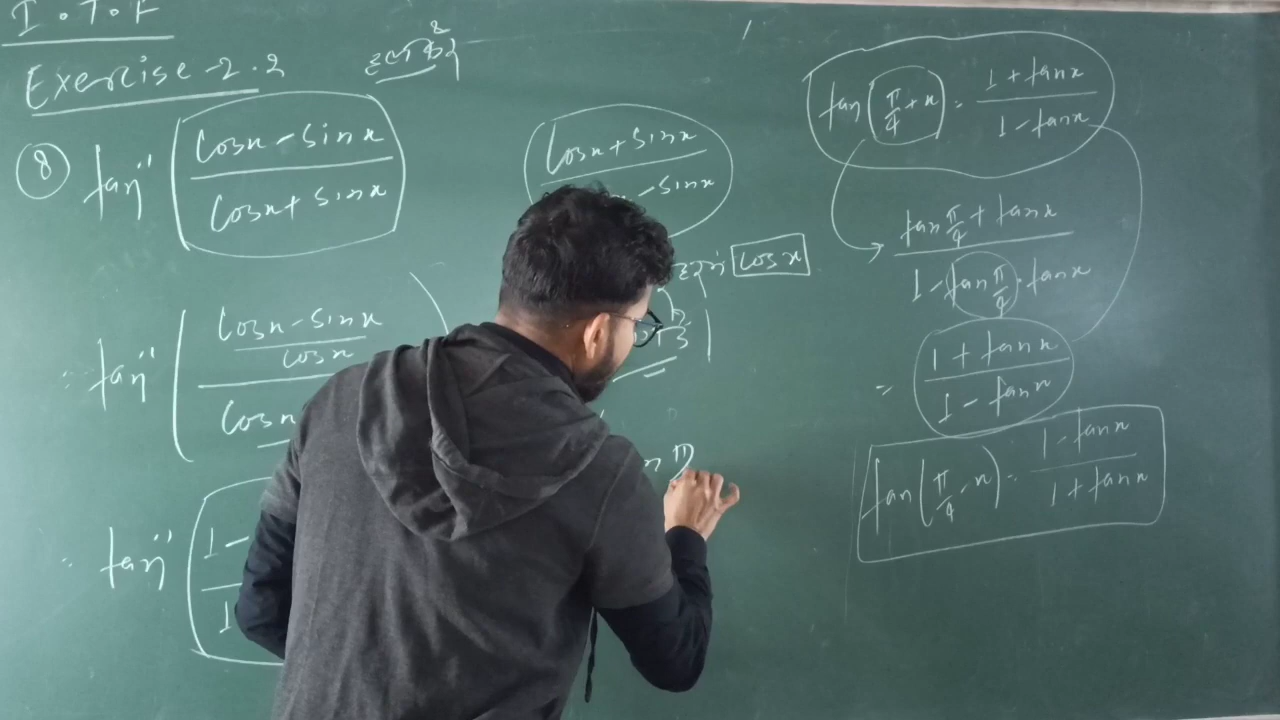 I.T.F
Exercise-2.2
8 tan⁻¹ (cosx - sinx / cosx + sinx)
cosx + sinx
- sinx
cosx
= tan⁻¹ ( cosx - sinx / cosx
cosx
= tan⁻¹ ( 1 -
1
π
tan(π/4 + x) = 1 + tanx / 1 - tanx
tan π/4 + tanx / 1 - tan π/4 . tanx
= 1 + tanx / 1 - tanx
tan(π/4 - x) = 1 - tanx / 1 + tanx